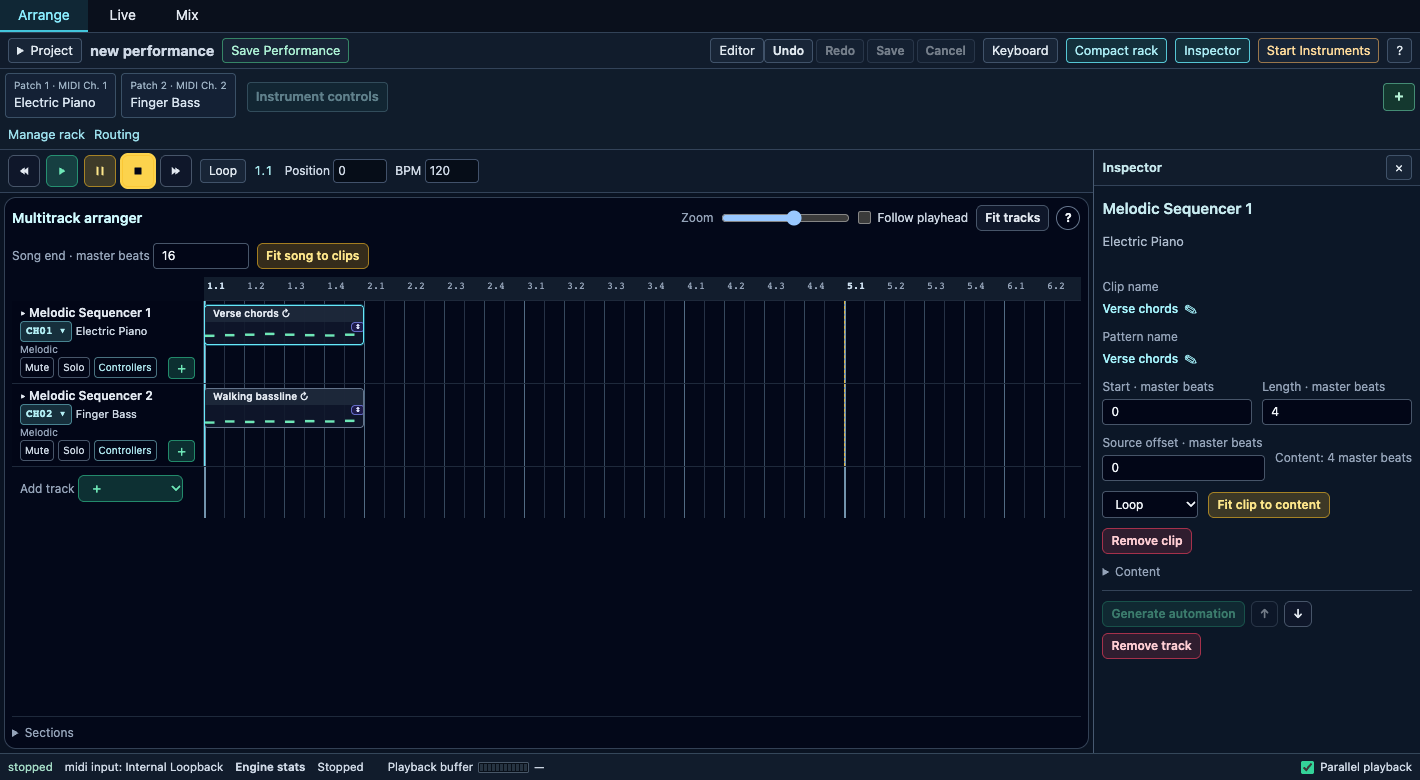 Arrange Live Mix
Project new performance Save Performance Editor Undo Redo Save Cancel Keyboard Compact rack Inspector Start Instruments ?
Patch 1 · MIDI Ch. 1 Patch 2 · MIDI Ch. 2
Electric Piano Finger Bass Instrument controls +
Manage rack Routing
Loop 1.1 Position 0 BPM 120
Inspector ×
Multitrack arranger Zoom Follow playhead Fit tracks ?
Song end · master beats 16 Fit song to clips
1.1 1.2 1.3 1.4 2.1 2.2 2.3 2.4 3.1 3.2 3.3 3.4 4.1 4.2 4.3 4.4 5.1 5.2 5.3 5.4 6.1 6.2
Melodic Sequencer 1
CH01 Electric Piano
Melodic
Mute Solo Controllers +
Verse chords
Melodic Sequencer 2
CH02 Finger Bass
Melodic
Mute Solo Controllers +
Walking bassline
Add track +
Sections
Melodic Sequencer 1
Electric Piano
Clip name
Verse chords
Pattern name
Verse chords
Start · master beats Length · master beats
0 4
Source offset · master beats
0 Content: 4 master beats
Loop Fit clip to content
Remove clip
Content
Generate automation ↑ ↓
Remove track
stopped midi input: Internal Loopback Engine stats Stopped Playback buffer — Parallel playback